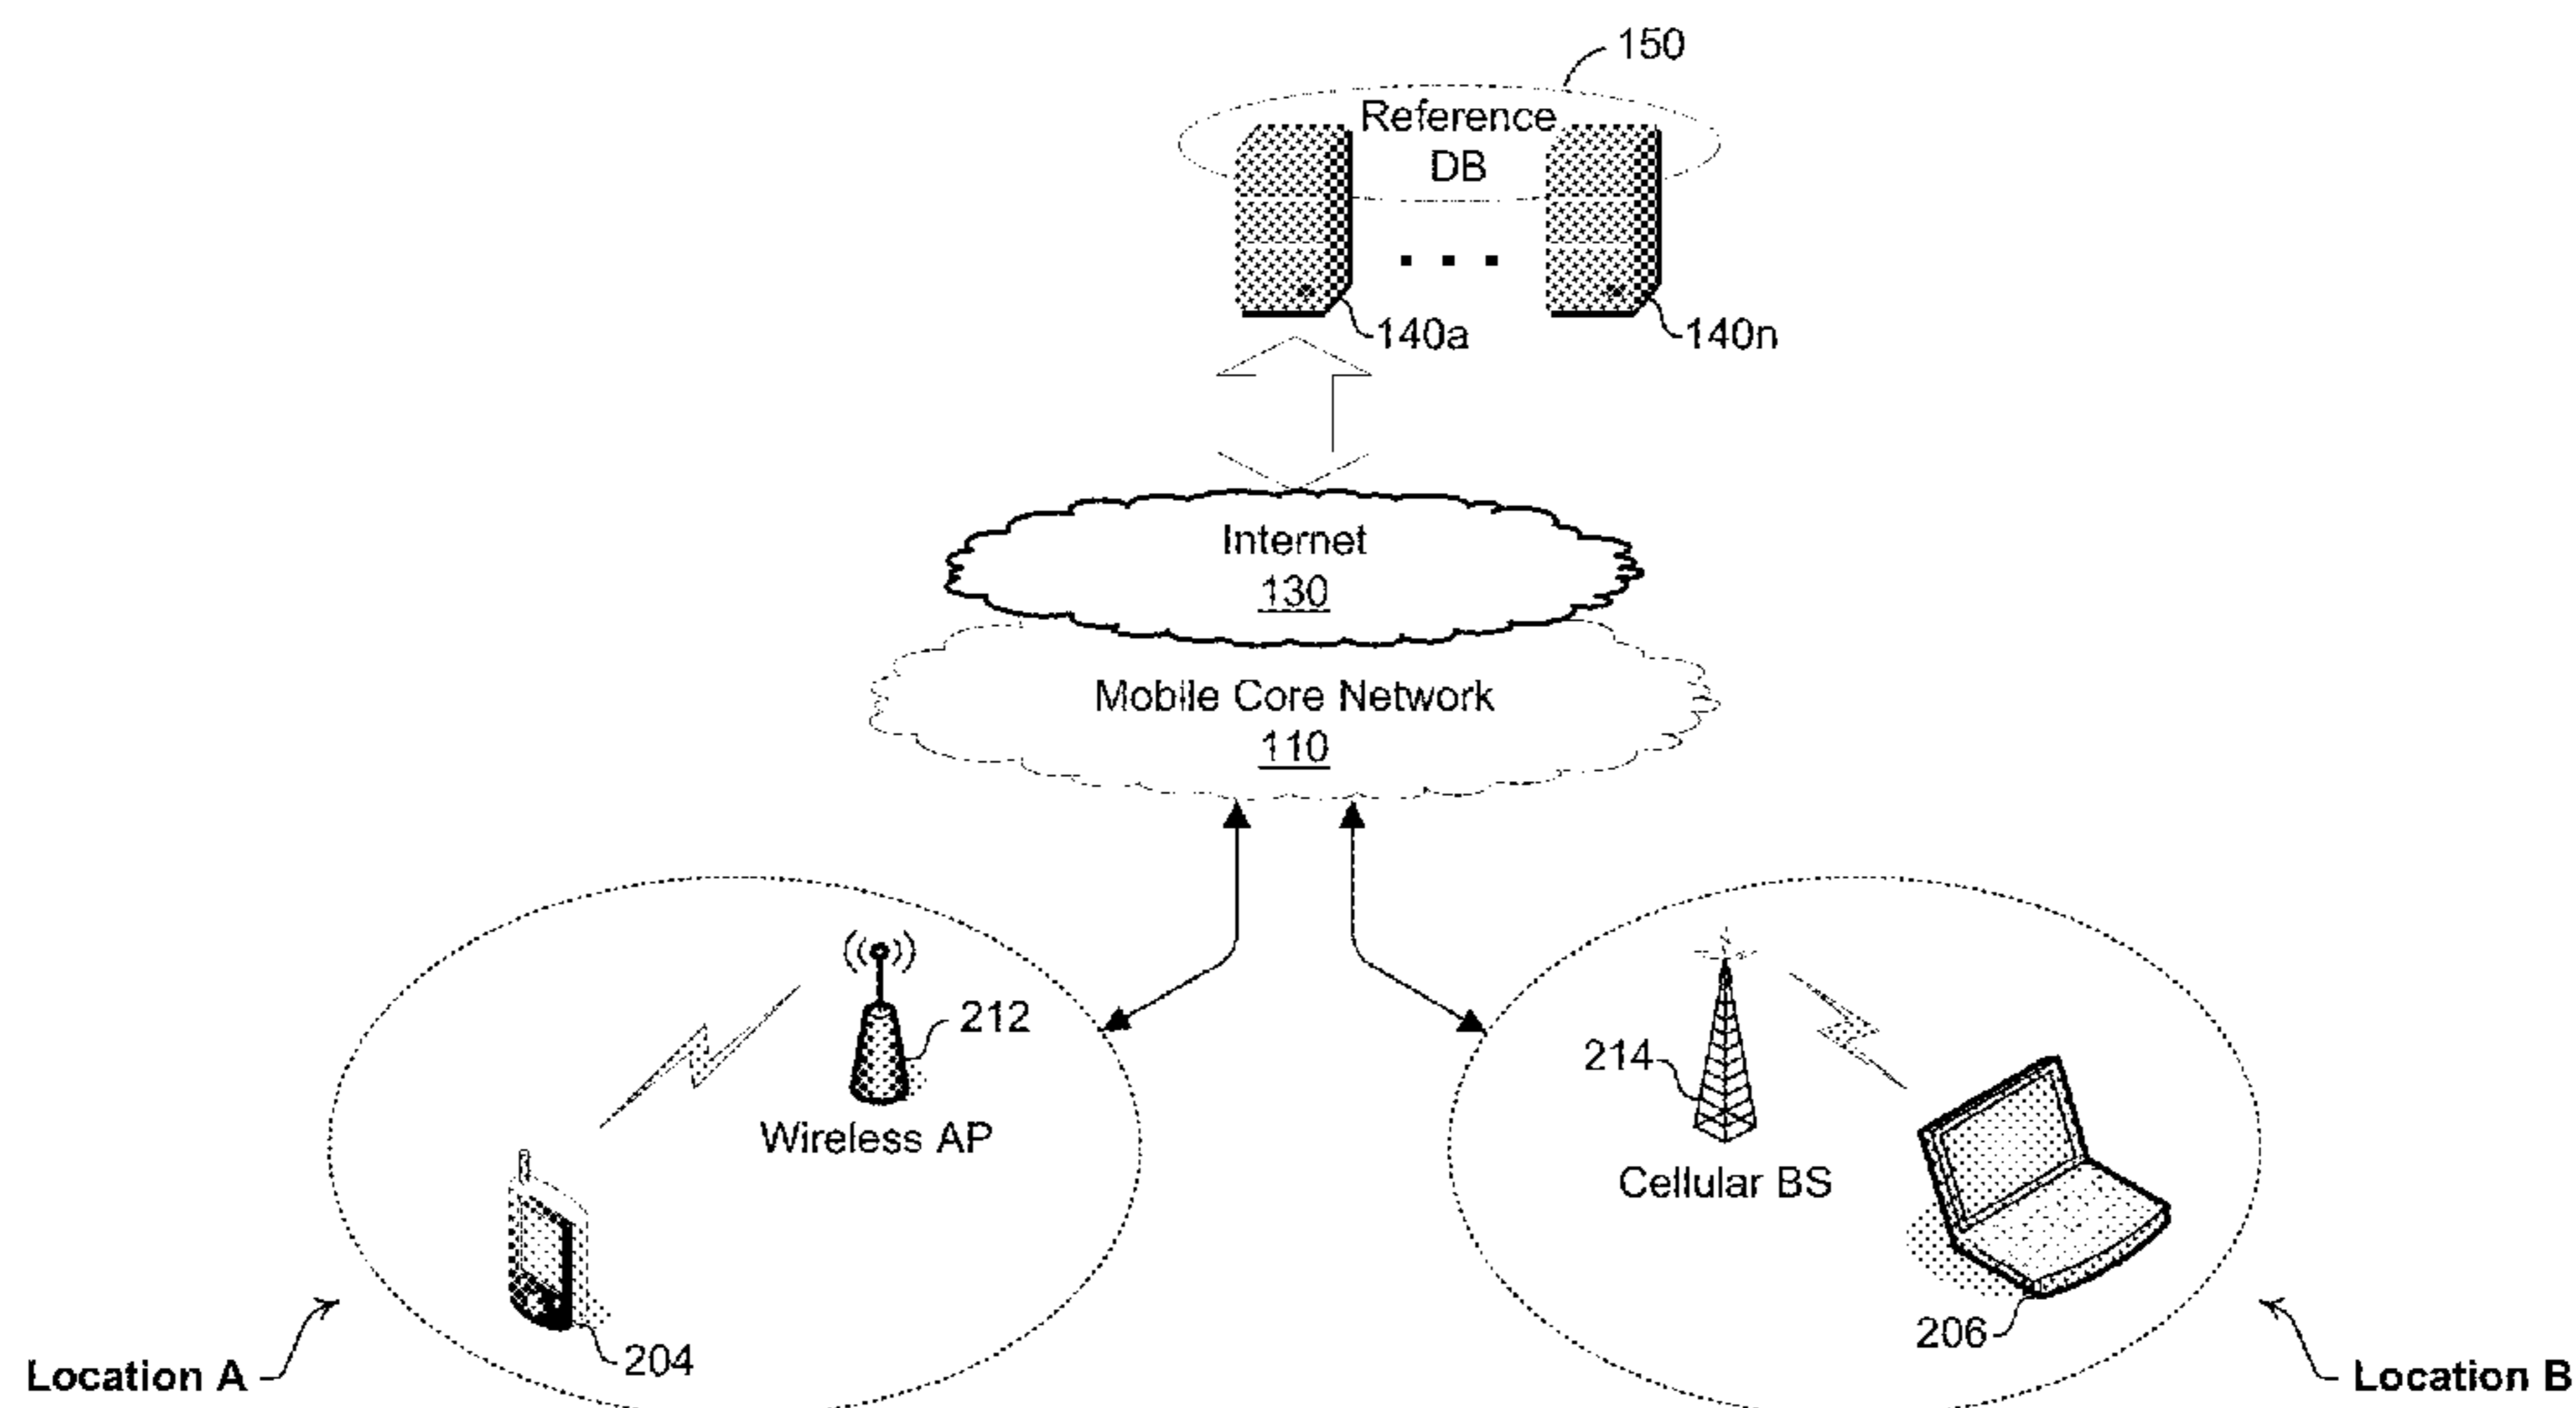 150
Reference
DB
140a
140n
Internet
130
Mobile Core Network
110
212
Wireless AP
214
Cellular BS
204
206
Location A
Location B